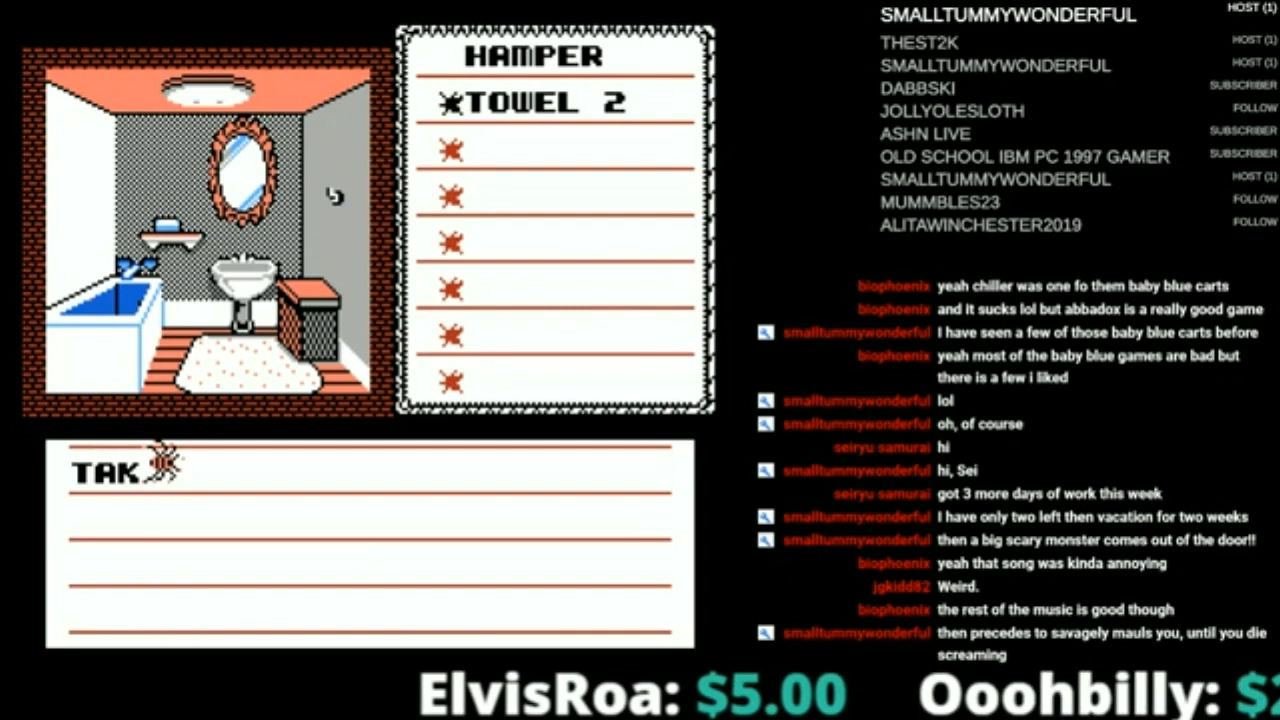 HAMPER
TOWEL 2
TAK
SMALLTUMMYWONDERFUL HOST (1)
THEST2K HOST (1)
SMALLTUMMYWONDERFUL HOST (1)
DABBSKI SUBSCRIBER
JOLLYOLESLOTH FOLLOW
ASHN LIVE SUBSCRIBER
OLD SCHOOL IBM PC 1997 GAMER SUBSCRIBER
SMALLTUMMYWONDERFUL HOST (1)
MUMMBLES23 FOLLOW
ALITAWINCHESTER2019 FOLLOW
biophoenix yeah chiller was one fo them baby blue carts
biophoenix and it sucks lol but abbadox is a really good game
smalltummywonderful I have seen a few of those baby blue carts before
biophoenix yeah most of the baby blue games are bad but
there is a few i liked
smalltummywonderful lol
smalltummywonderful oh, of course
seiryu samurai hi
smalltummywonderful hi, Sei
seiryu samurai got 3 more days of work this week
smalltummywonderful I have only two left then vacation for two weeks
smalltummywonderful then a big scary monster comes out of the door!!
biophoenix yeah that song was kinda annoying
jgkidd82 Weird.
biophoenix the rest of the music is good though
smalltummywonderful then precedes to savagely mauls you, until you die
screaming
ElvisRoa: $5.00 Ooohbilly: $2